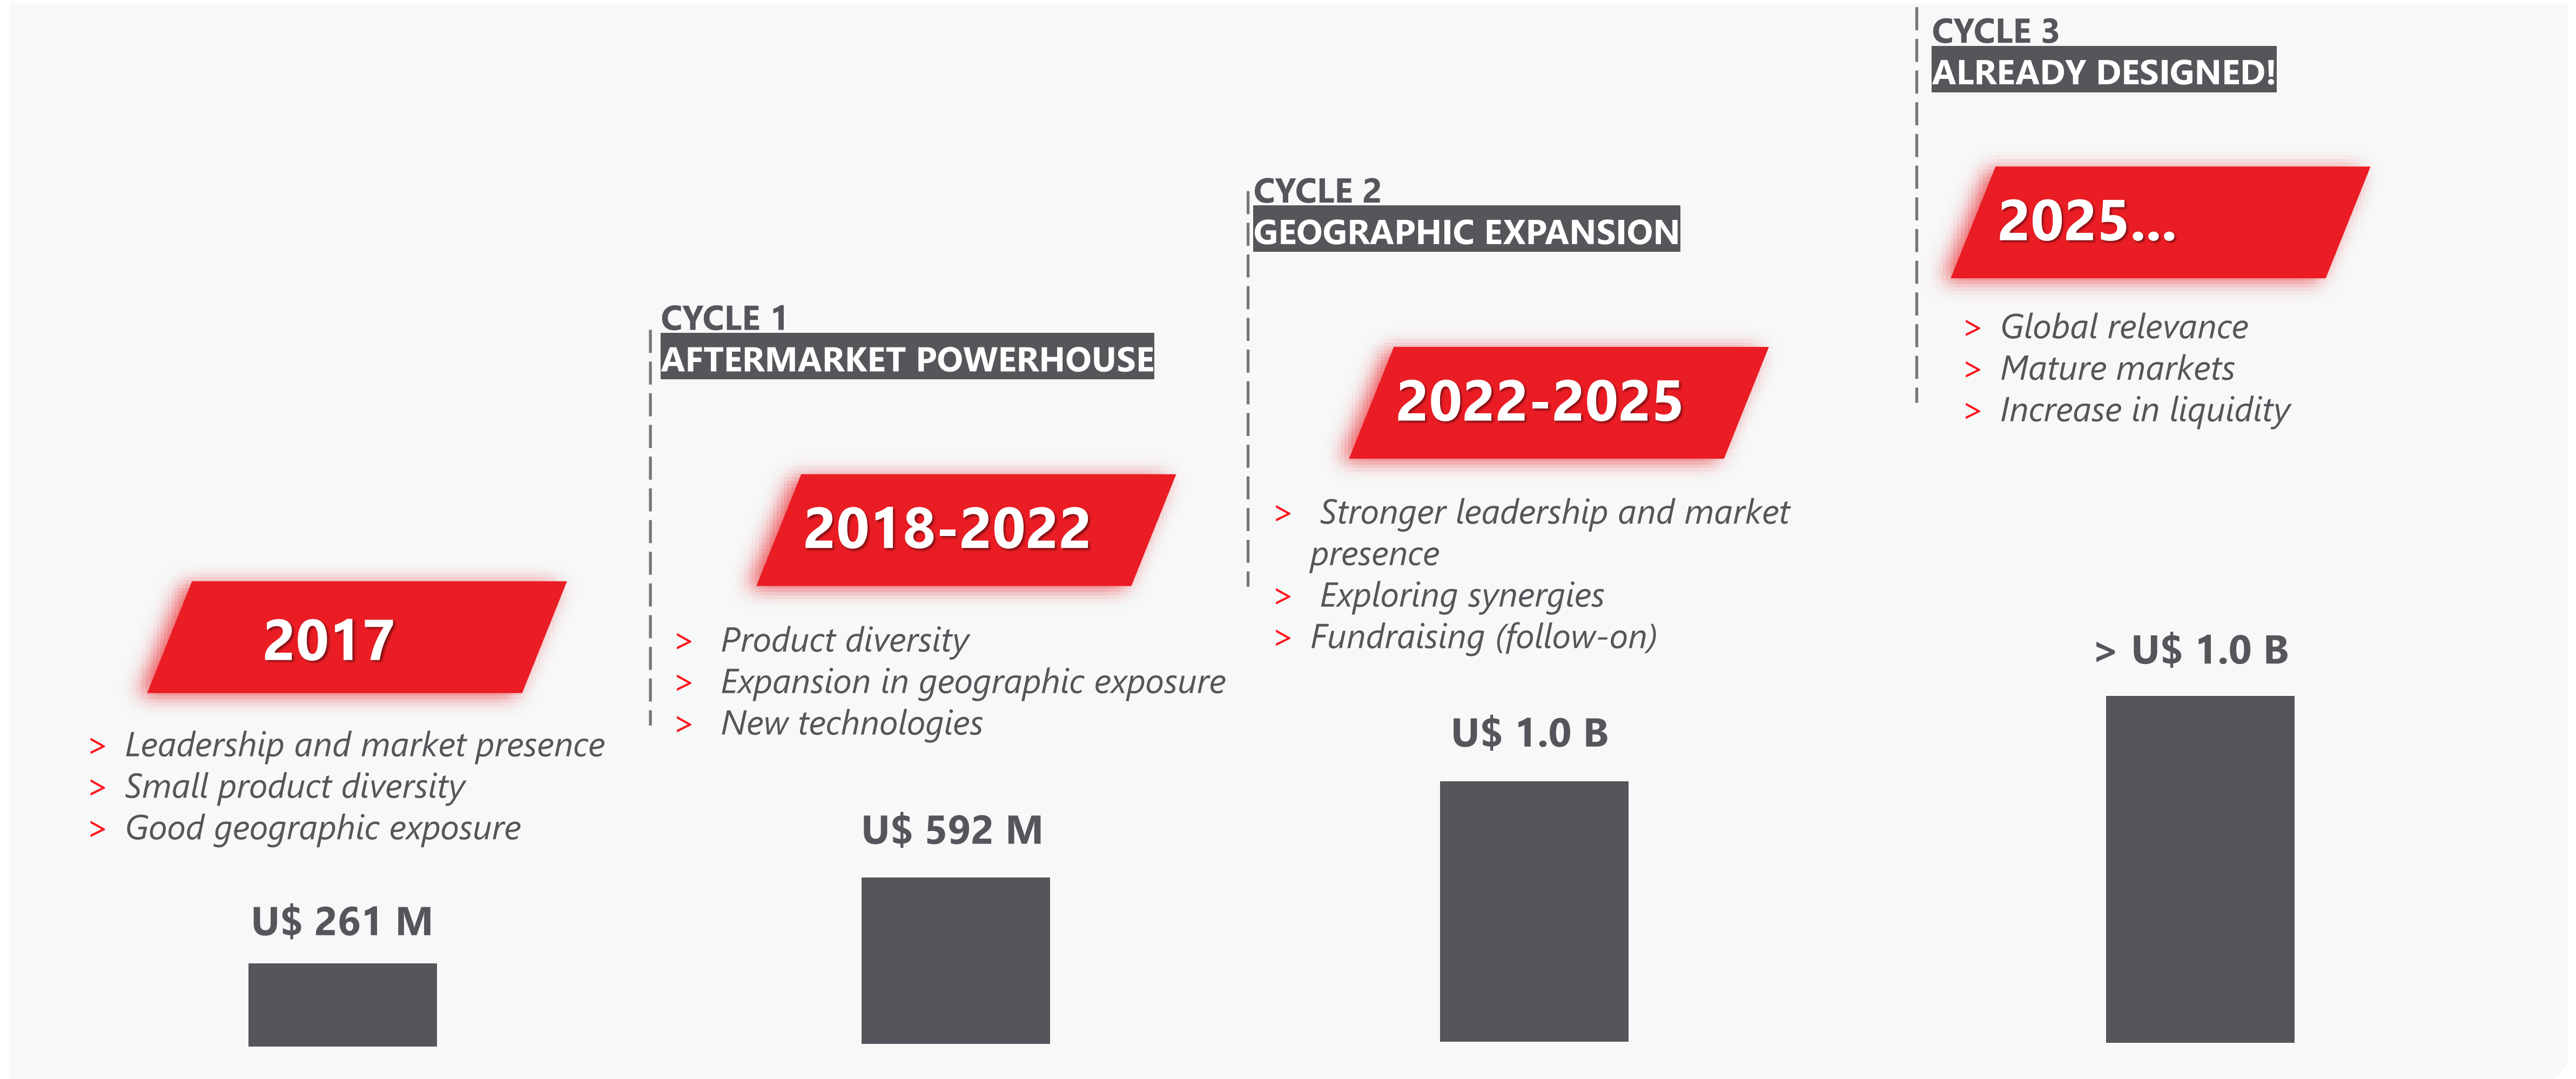 2017
> Leadership and market presence
> Small product diversity
> Good geographic exposure
U$ 261 M
CYCLE 1
AFTERMARKET POWERHOUSE
2018-2022
> Product diversity
> Expansion in geographic exposure
> New technologies
U$ 592 M
CYCLE 2
GEOGRAPHIC EXPANSION
2022-2025
> Stronger leadership and market
presence
> Exploring synergies
> Fundraising (follow-on)
U$ 1.0 B
CYCLE 3
ALREADY DESIGNED!
2025...
> Global relevance
> Mature markets
> Increase in liquidity
> U$ 1.0 B